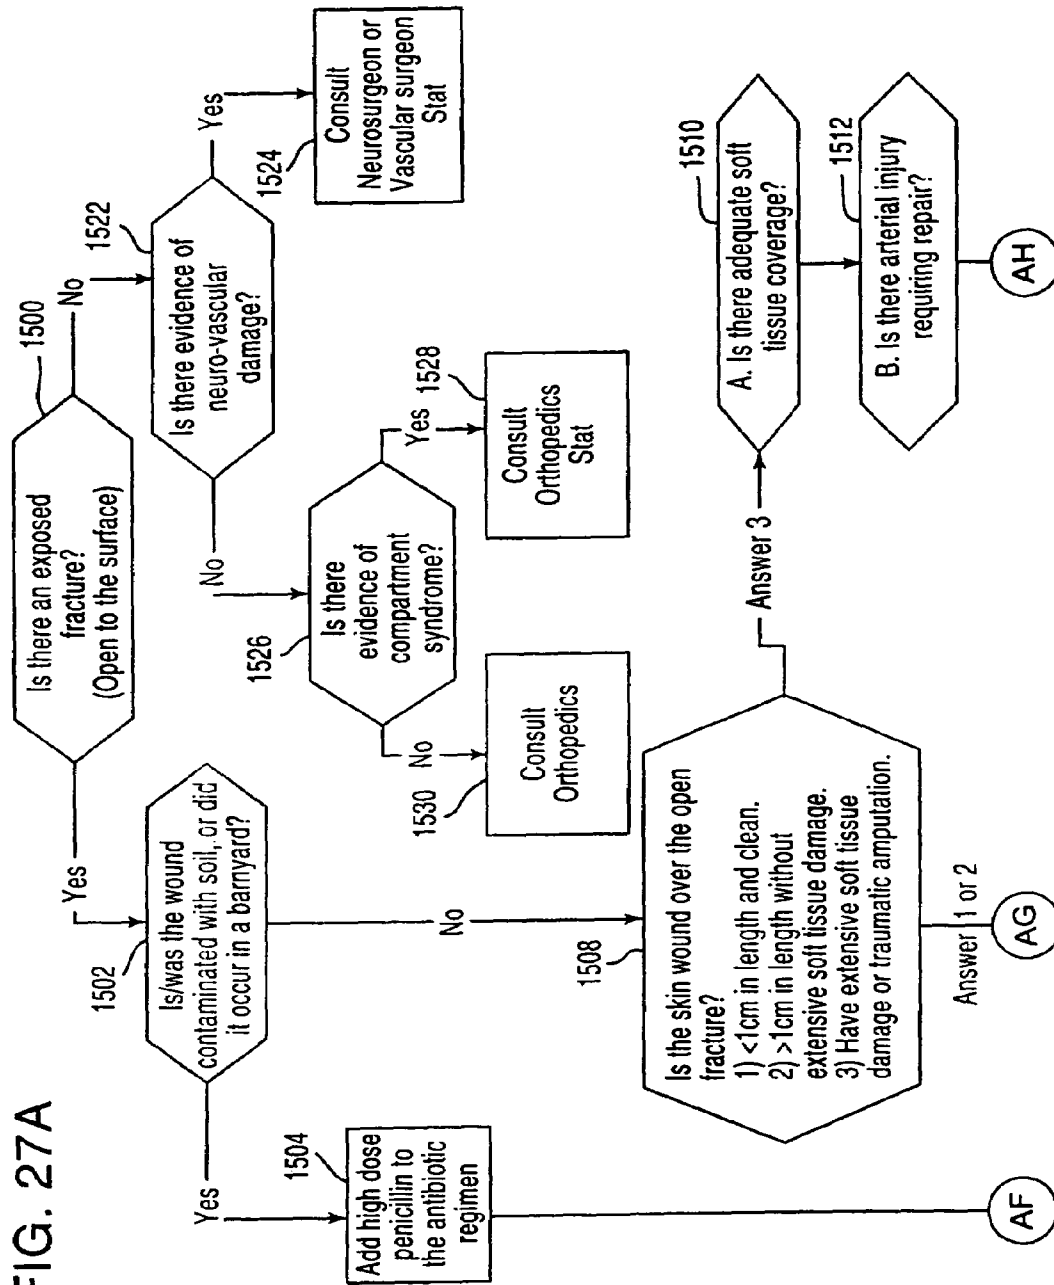 FIG. 27A
1500
Is there an exposed
fracture?
(Open to the surface)
Yes
No
1502
Is/was the wound
contaminated with soil, or did
it occur in a barnyard?
Yes
No
1504
Add high dose
penicillin to
the antibiotic
regimen
AF
1522
Is there evidence of
neuro-vascular
damage?
No
Yes
1524
Consult
Neurosurgeon or
Vascular surgeon
Stat
1526
Is there
evidence of
compartment
syndrome?
No
Yes
1528
Consult
Orthopedics
Stat
1530
Consult
Orthopedics
1508
Is the skin wound over the open
fracture?
1) <1cm in length and clean.
2) >1cm in length without
extensive soft tissue damage.
3) Have extensive soft tissue
damage or traumatic amputation.
Answer 1 or 2
AG
Answer 3
1510
A. Is there adequate soft
tissue coverage?
1512
B. Is there arterial injury
requiring repair?
AH